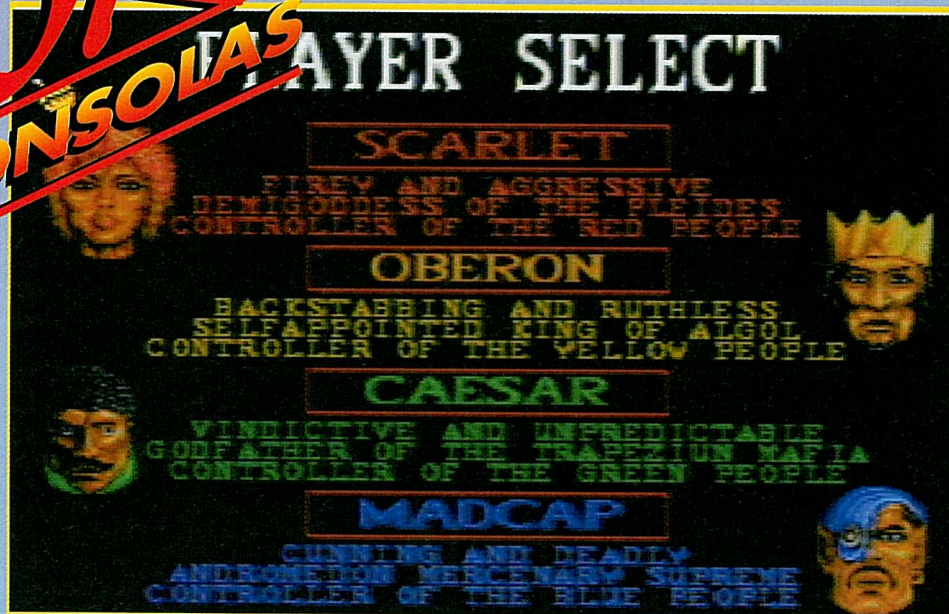 ONSOLAS
PLAYER SELECT
SCARLET
FIREY AND AGGRESSIVE
DEMIGODDESS OF THE PLEIDES
CONTROLLER OF THE RED PEOPLE
OBERON
BACKSTABBING AND RUTHLESS
SELFAPPOINTED KING OF ALGOL
CONTROLLER OF THE YELLOW PEOPLE
CAESAR
VINDICTIVE AND UNPREDICTABLE
GODFATHER OF THE TRAPEZIUN MAFIA
CONTROLLER OF THE GREEN PEOPLE
MADCAP
CUNNING AND DEADLY
ANDROMEDON MERCENARY SUPREME
CONTROLLER OF THE BLUE PEOPLE